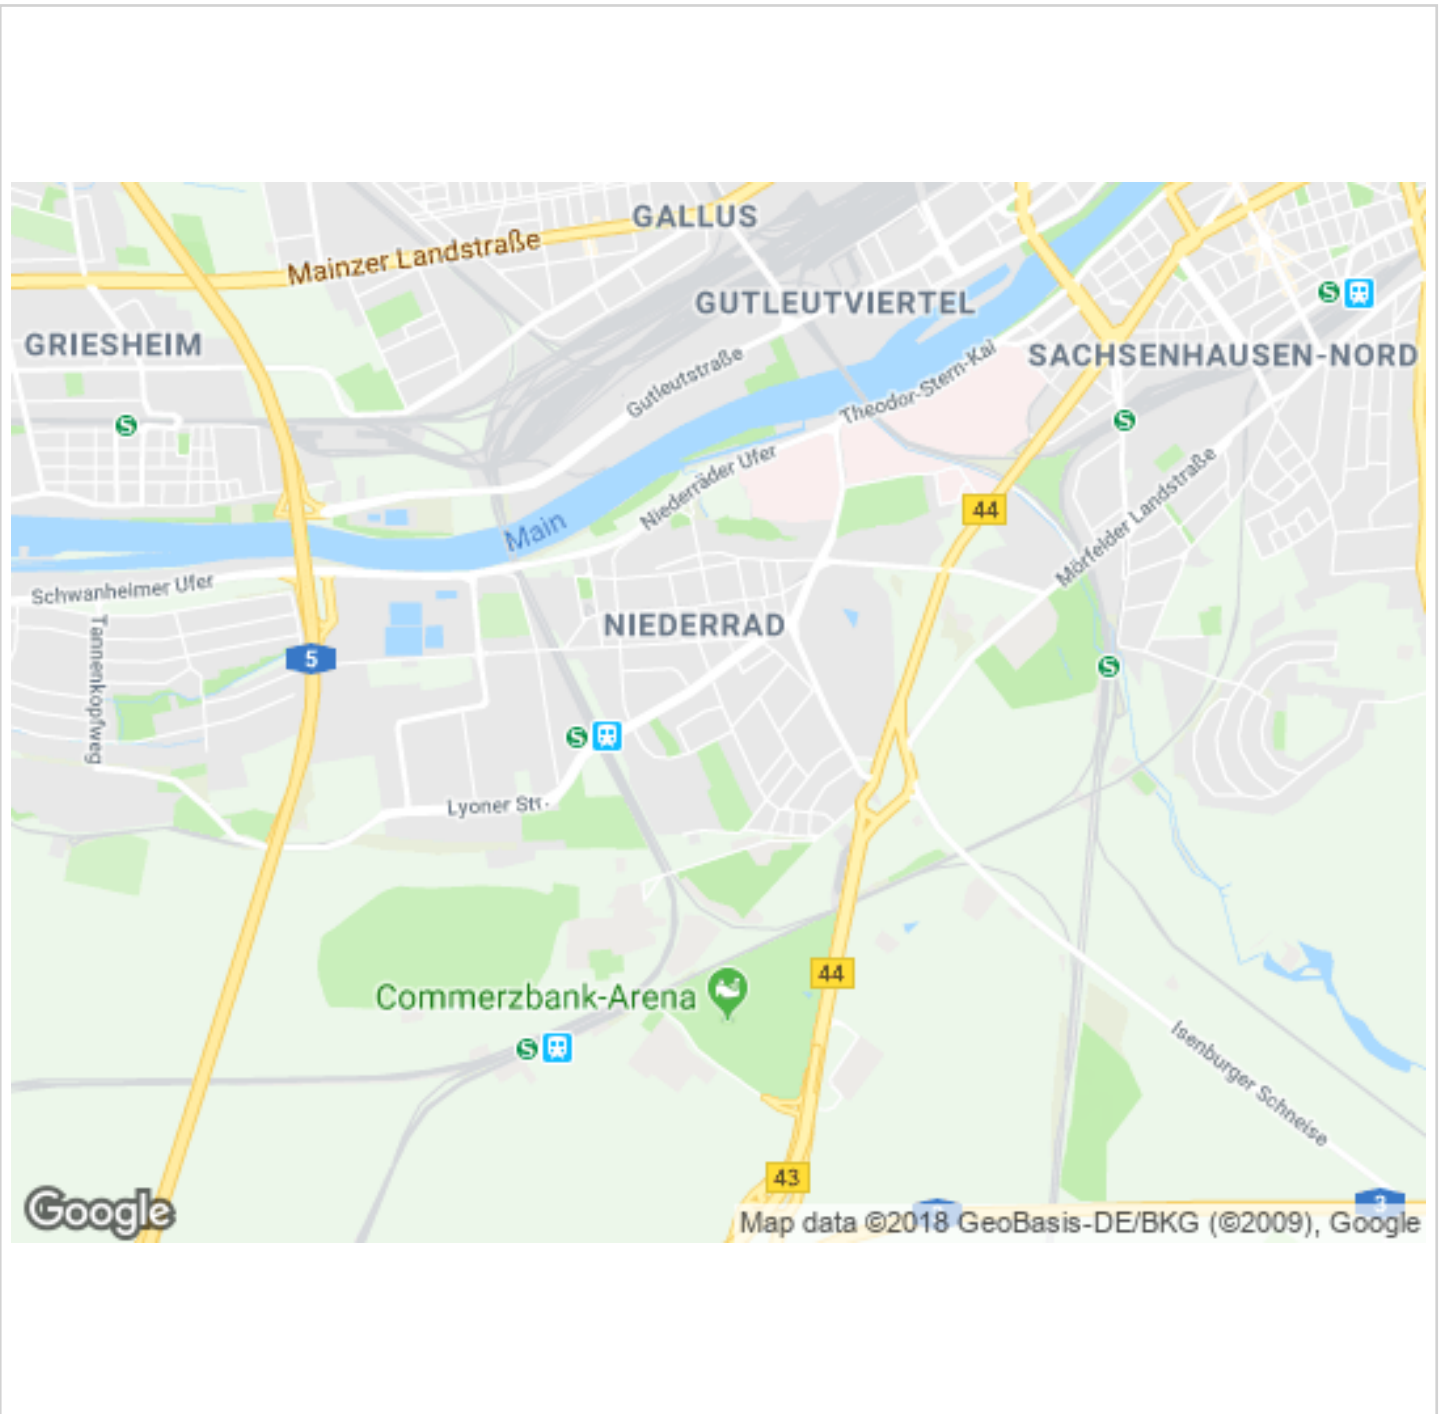 GALLUS
Mainzer Landstraße
GUTLEUTVIERTEL
S
GRIESHEIM
SACHSENHAUSEN-NORD
Gutleutstraße
Theodor-Stern-Kai
S
S
Niederräder Ufer
44
Main
Mörfelder Landstraße
Schwanheimer Ufer
NIEDERRAD
5
S
Tannenkopfweg
S
Lyoner Str.
44
Commerzbank-Arena
S
Isenburger Schneise
43
3
Google
Map data ©2018 GeoBasis-DE/BKG (©2009), Google